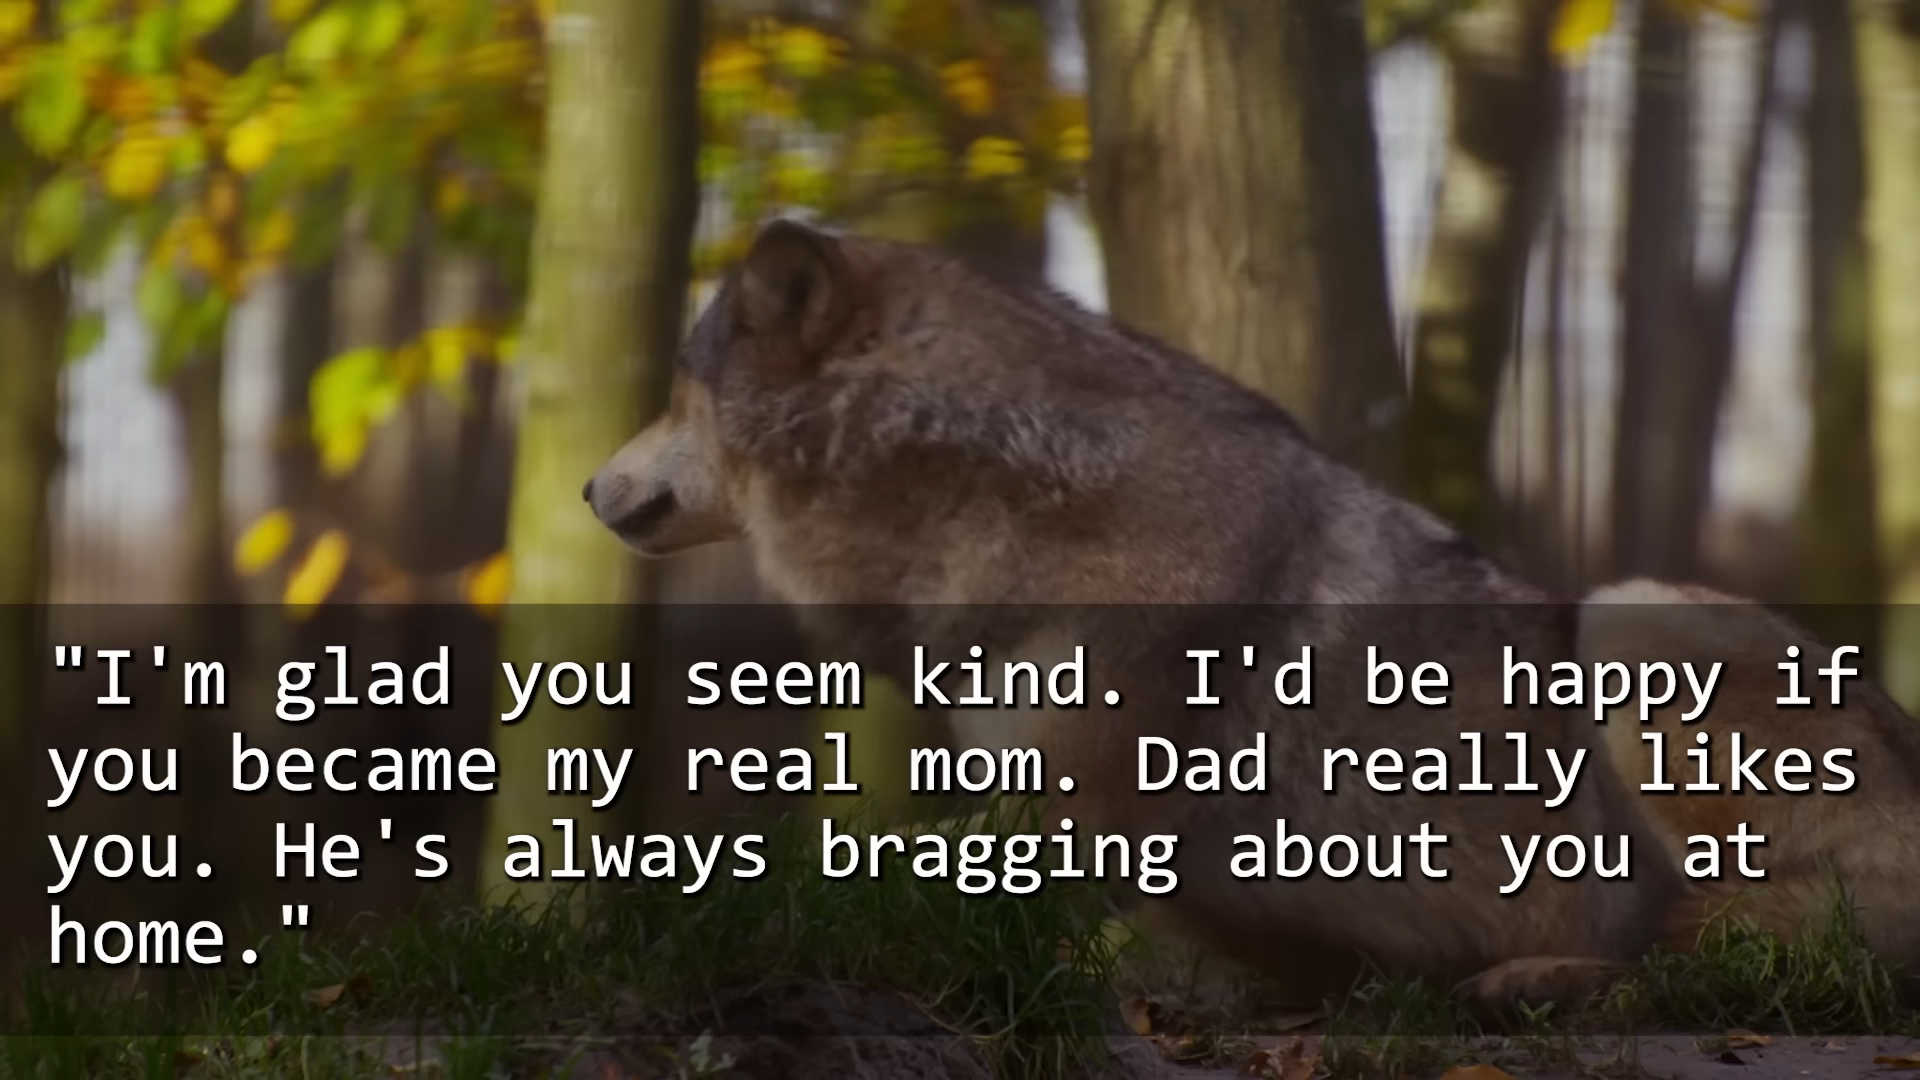 "I'm glad you seem kind. I'd be happy if
you became my real mom. Dad really likes
you. He's always bragging about you at
home."